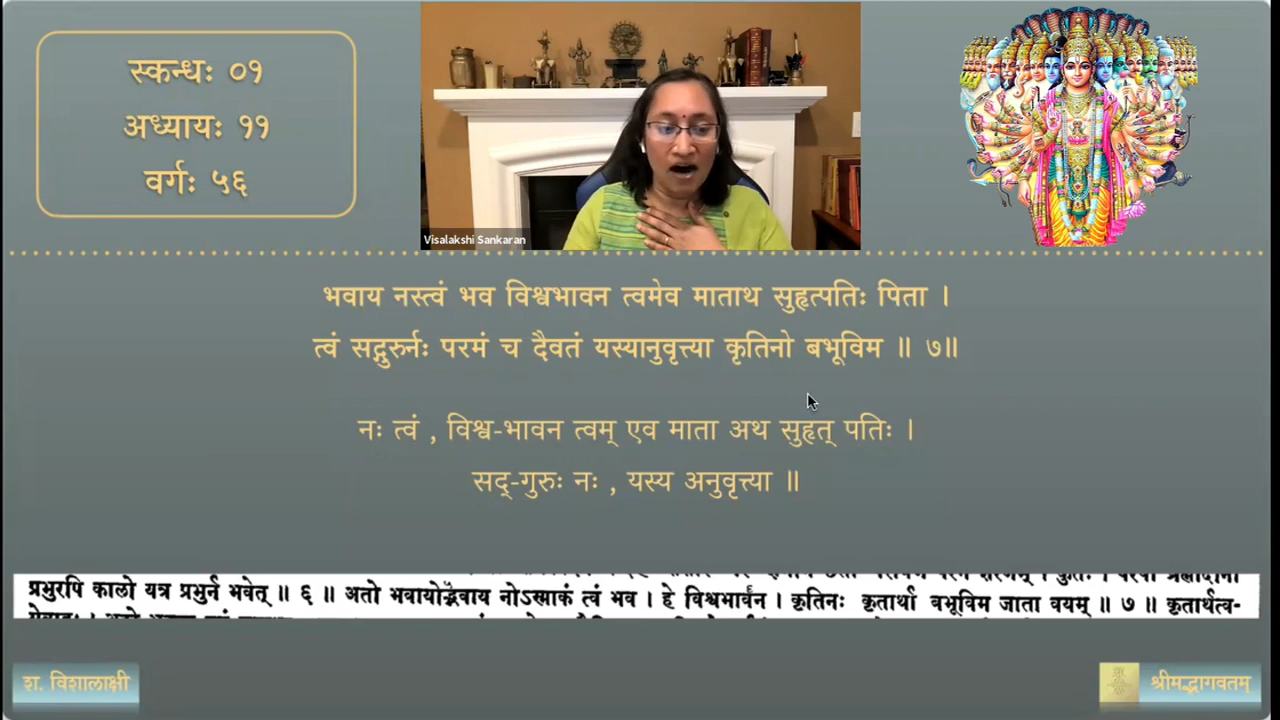 स्कन्धः ०१
अध्यायः ११
वर्गः ५६
Visalakshi Sankaran
भवाय नस्त्वं भव विश्वभावन त्वमेव माताथ सुहृत्पतिः पिता ।
त्वं सद्गुरुर्नः परमं च दैवतं यस्यानुवृत्त्या कृतिनो बभूविम ॥ ७॥
नः त्वं , विश्व-भावन त्वम् एव माता अथ सुहृत् पतिः ।
सद्-गुरुः नः , यस्य अनुवृत्त्या ॥
प्रभुरपि कालो यत्र प्रभुर्न भवेत् ॥ ६ ॥ अतो भवायोद्भवाय नोऽस्माकं त्वं भव । हे विश्वभावन । कृतिनः कृतार्था बभूविम जाता वयम् ॥ ७ ॥ कृतार्थत्व-
श. विशालाक्षी
श्रीमद्भागवतम्